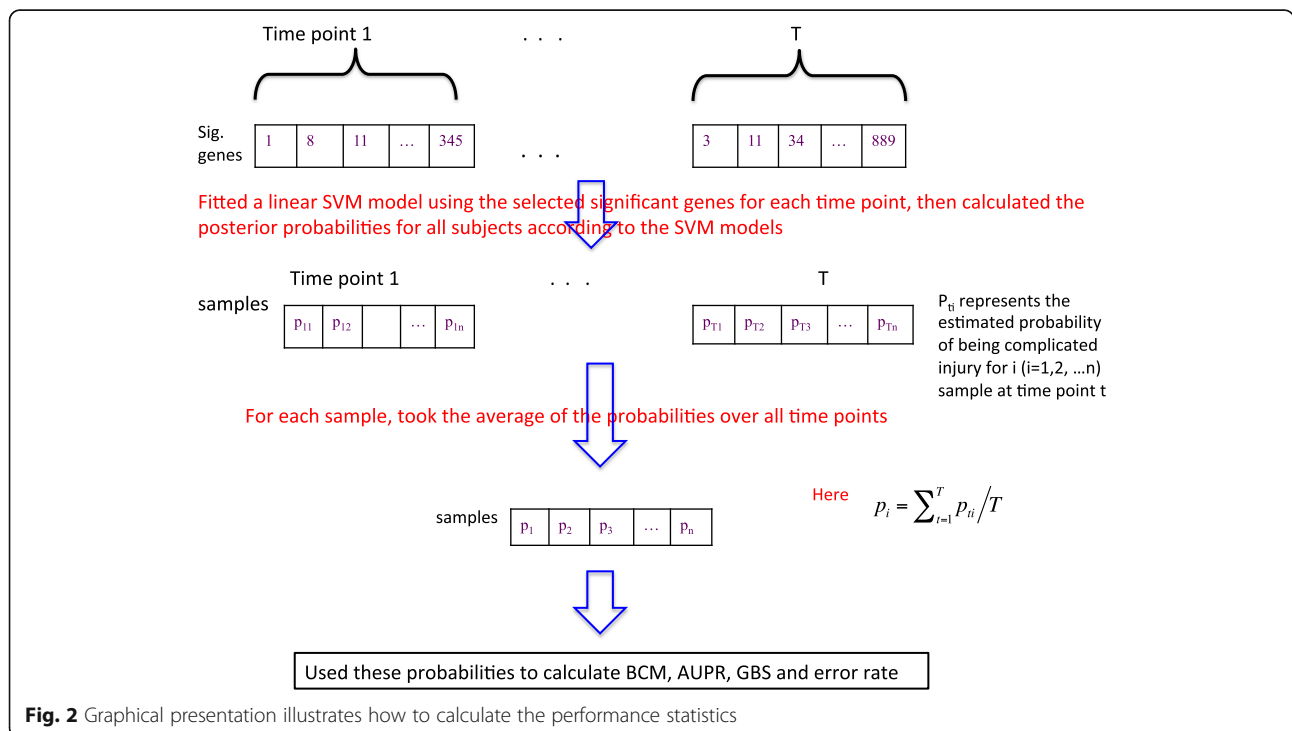 Time point 1 . . . T
Sig. genes 1 8 11 ... 345 . . . 3 11 34 ... 889
Fitted a linear SVM model using the selected significant genes for each time point, then calculated the
posterior probabilities for all subjects according to the SVM models
Time point 1 . . . T
samples p11 p12 ... p1n pT1 pT2 pT3 ... pTn
Pti represents the
estimated probability
of being complicated
injury for i (i=1,2, ...n)
sample at time point t
For each sample, took the average of the probabilities over all time points
Here p_i = ∑_{t=1}^{T} p_{ti}/T
samples p1 p2 p3 ... pn
Used these probabilities to calculate BCM, AUPR, GBS and error rate
Fig. 2 Graphical presentation illustrates how to calculate the performance statistics